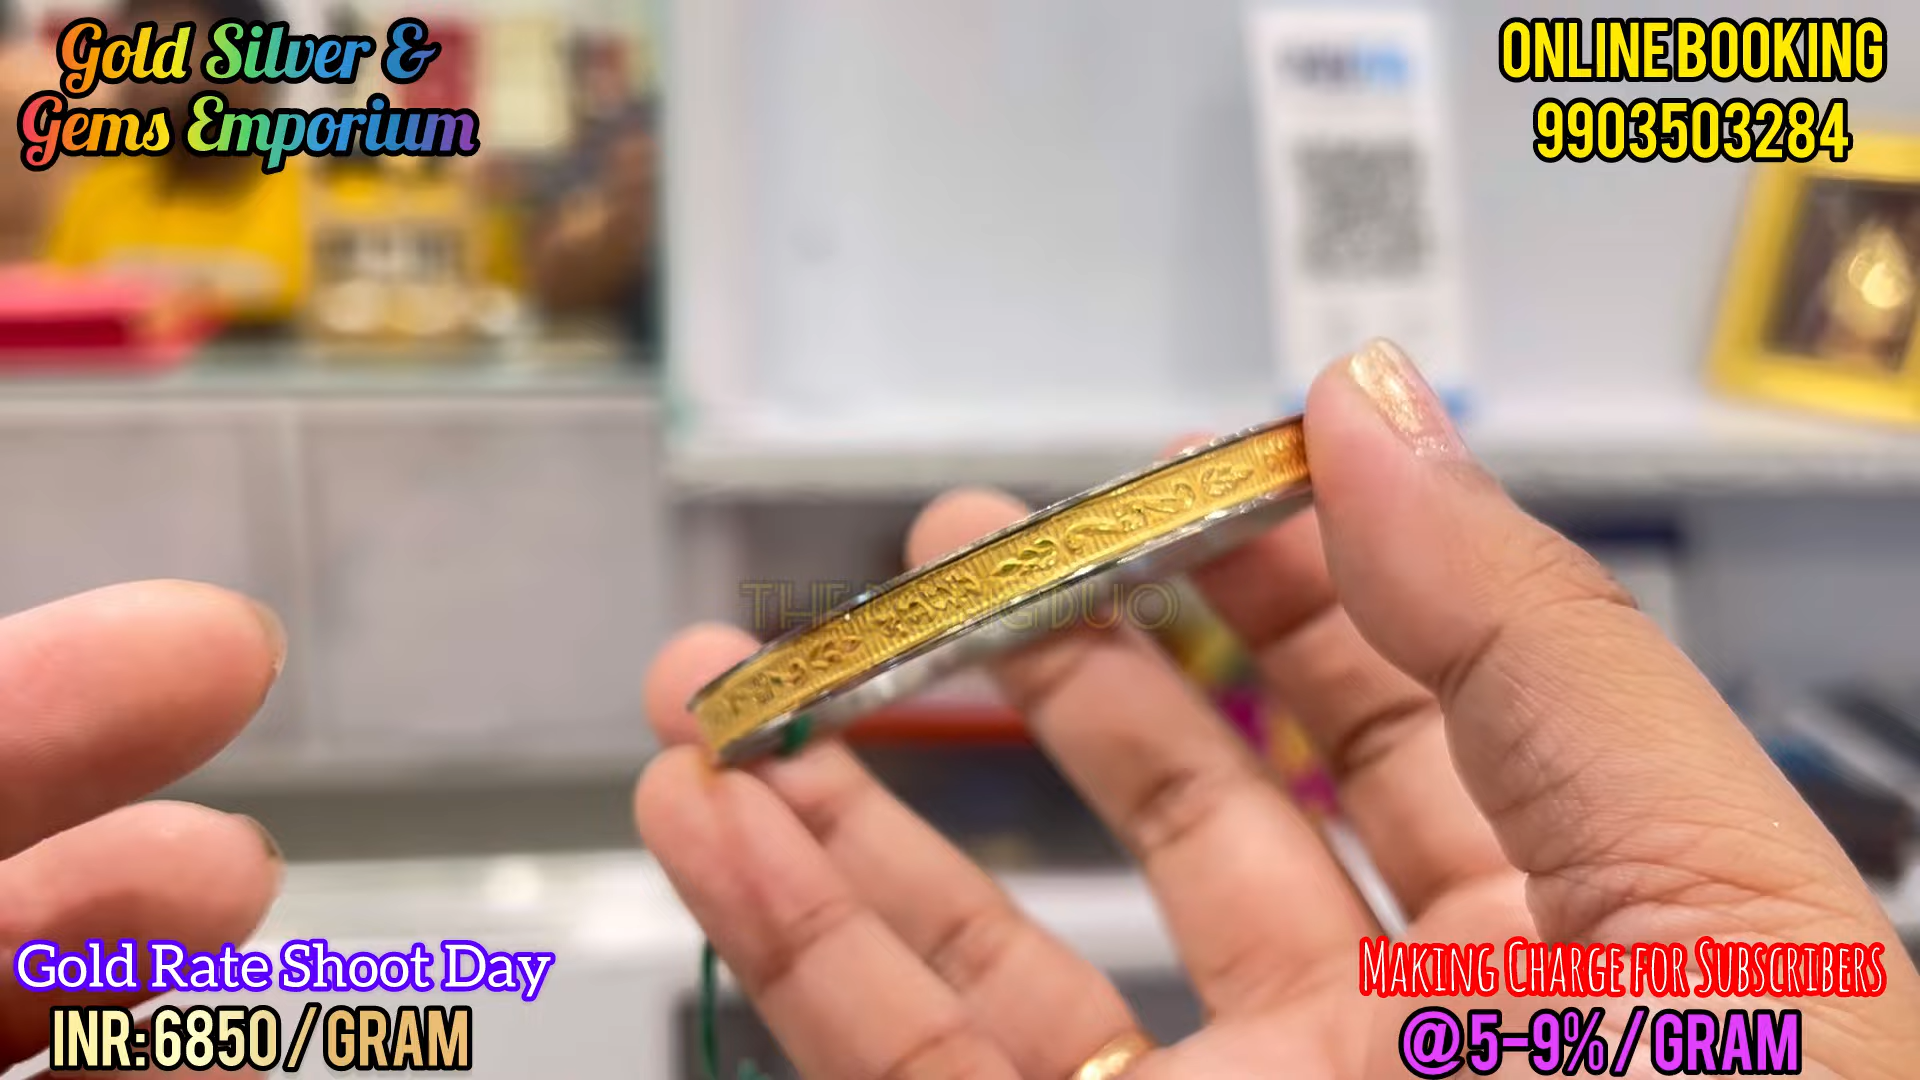 Gold Silver &
Gems Emporium
ONLINE BOOKING
9903503284
Gold Rate Shoot Day
INR: 6850 / GRAM
Making Charge for Subscribers
@ 5-9% / GRAM